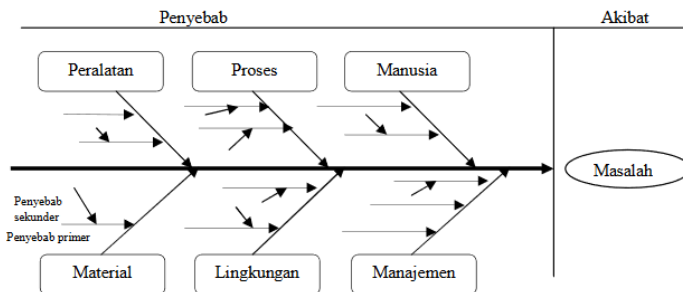 Penyebab
Akibat
Peralatan
Proses
Manusia
Masalah
Penyebab
sekunder
Penyebab primer
Material
Lingkungan
Manajemen